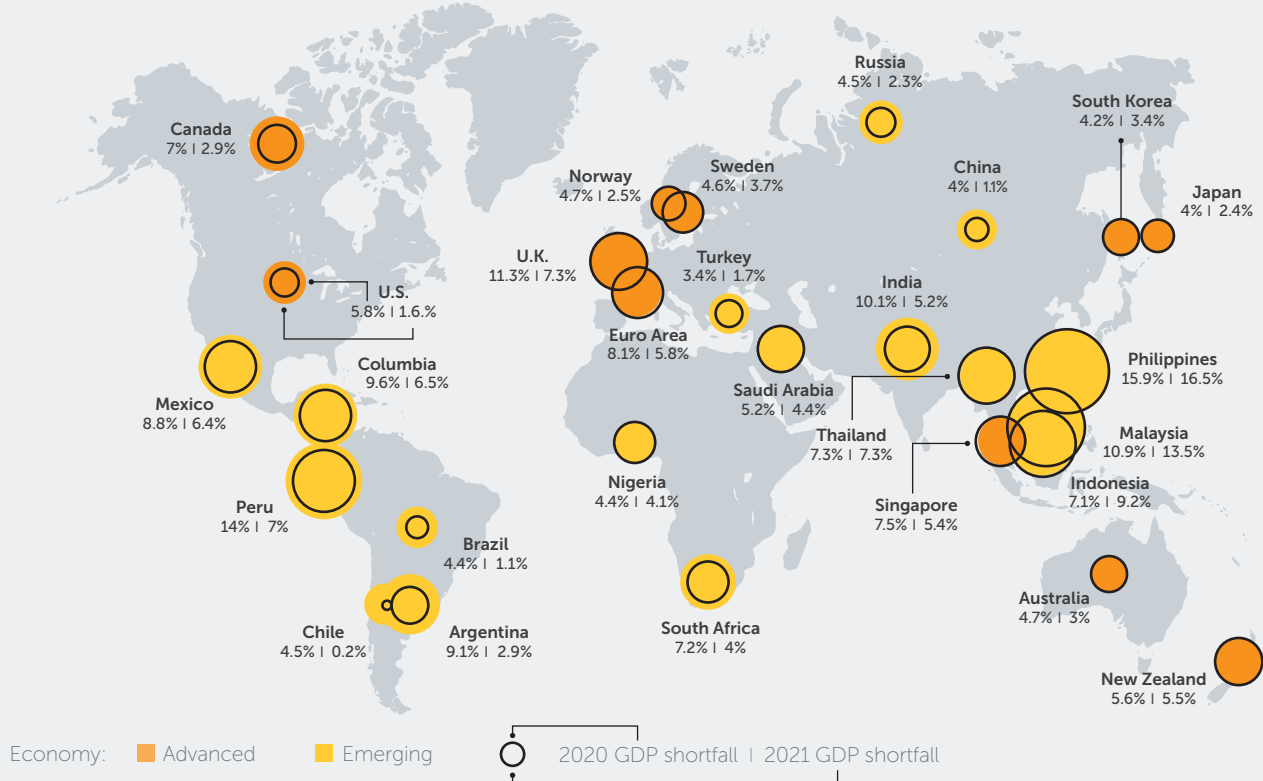 Russia
4.5% | 2.3%
South Korea
4.2% | 3.4%
Canada
7% | 2.9%
Norway
4.7% | 2.5%
Sweden
4.6% | 3.7%
China
4% | 1.1%
Japan
4% | 2.4%
U.K.
11.3% | 7.3%
Turkey
3.4% | 1.7%
India
10.1% | 5.2%
U.S.
5.8% | 1.6.%
Euro Area
8.1% | 5.8%
Columbia
9.6% | 6.5%
Philippines
15.9% | 16.5%
Mexico
8.8% | 6.4%
Saudi Arabia
5.2% | 4.4%
Thailand
7.3% | 7.3%
Malaysia
10.9% | 13.5%
Nigeria
4.4% | 4.1%
Indonesia
7.1% | 9.2%
Peru
14% | 7%
Singapore
7.5% | 5.4%
Brazil
4.4% | 1.1%
Australia
4.7% | 3%
Chile
4.5% | 0.2%
Argentina
9.1% | 2.9%
South Africa
7.2% | 4%
New Zealand
5.6% | 5.5%
Economy: Advanced Emerging 2020 GDP shortfall | 2021 GDP shortfall